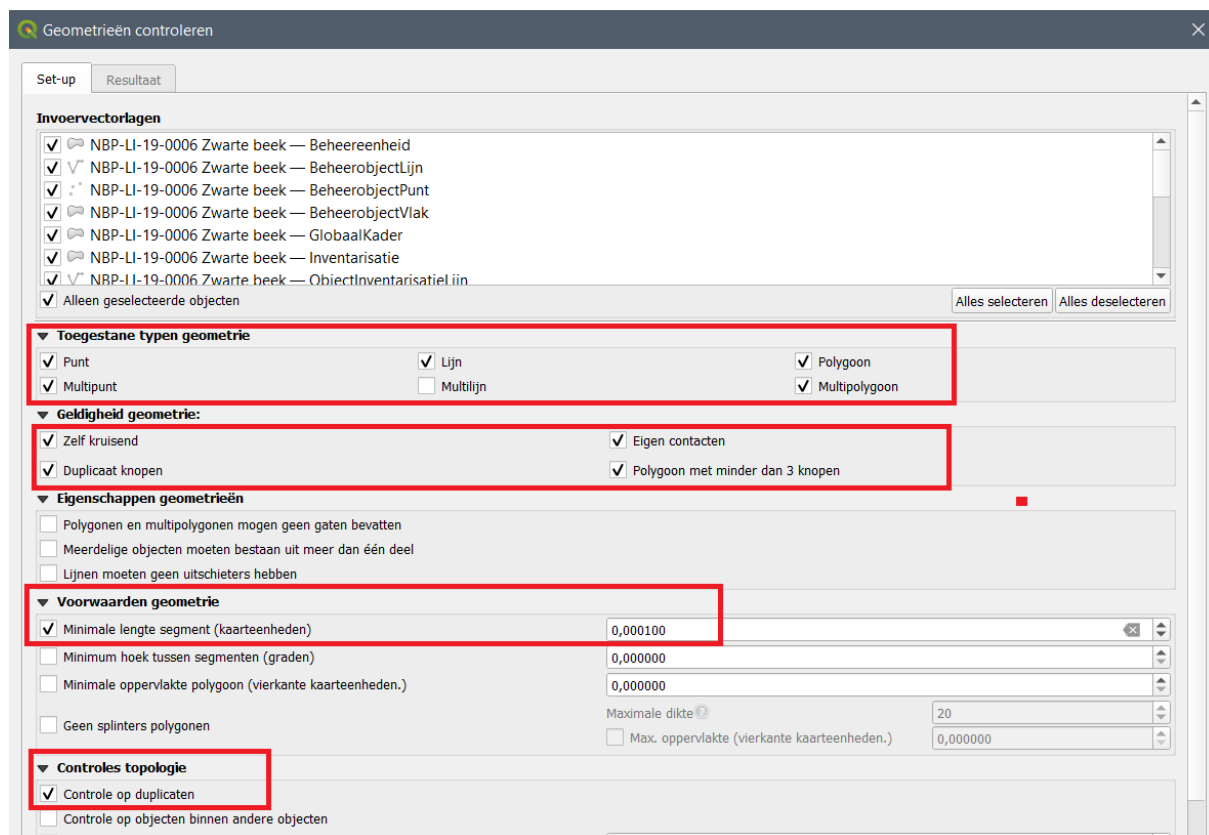 Geometrieën controleren
Set-up Resultaat
Invoervectorlagen
NBP-LI-19-0006 Zwarte beek — Beheereenheid
NBP-LI-19-0006 Zwarte beek — BeheerobjectLijn
NBP-LI-19-0006 Zwarte beek — BeheerobjectPunt
NBP-LI-19-0006 Zwarte beek — BeheerobjectVlak
NBP-LI-19-0006 Zwarte beek — GlobaalKader
NBP-LI-19-0006 Zwarte beek — Inventarisatie
NBP-LI-19-0006 Zwarte beek — ObjectInventarisatieLijn
Alleen geselecteerde objecten Alles selecteren Alles deselecteren
Toegestane typen geometrie
Punt Lijn Polygoon
Multipunt Multilijn Multipolygoon
Geldigheid geometrie:
Zelf kruisend Eigen contacten
Duplicaat knopen Polygoon met minder dan 3 knopen
Eigenschappen geometrieën
Polygonen en multipolygonen mogen geen gaten bevatten
Meerdelige objecten moeten bestaan uit meer dan één deel
Lijnen moeten geen uitschieters hebben
Voorwaarden geometrie
Minimale lengte segment (kaarteenheden) 0,000100
Minimum hoek tussen segmenten (graden) 0,000000
Minimale oppervlakte polygoon (vierkante kaarteenheden.) 0,000000
Geen splinters polygonen Maximale dikte 20
Max. oppervlakte (vierkante kaarteenheden.) 0,000000
Controles topologie
Controle op duplicaten
Controle op objecten binnen andere objecten